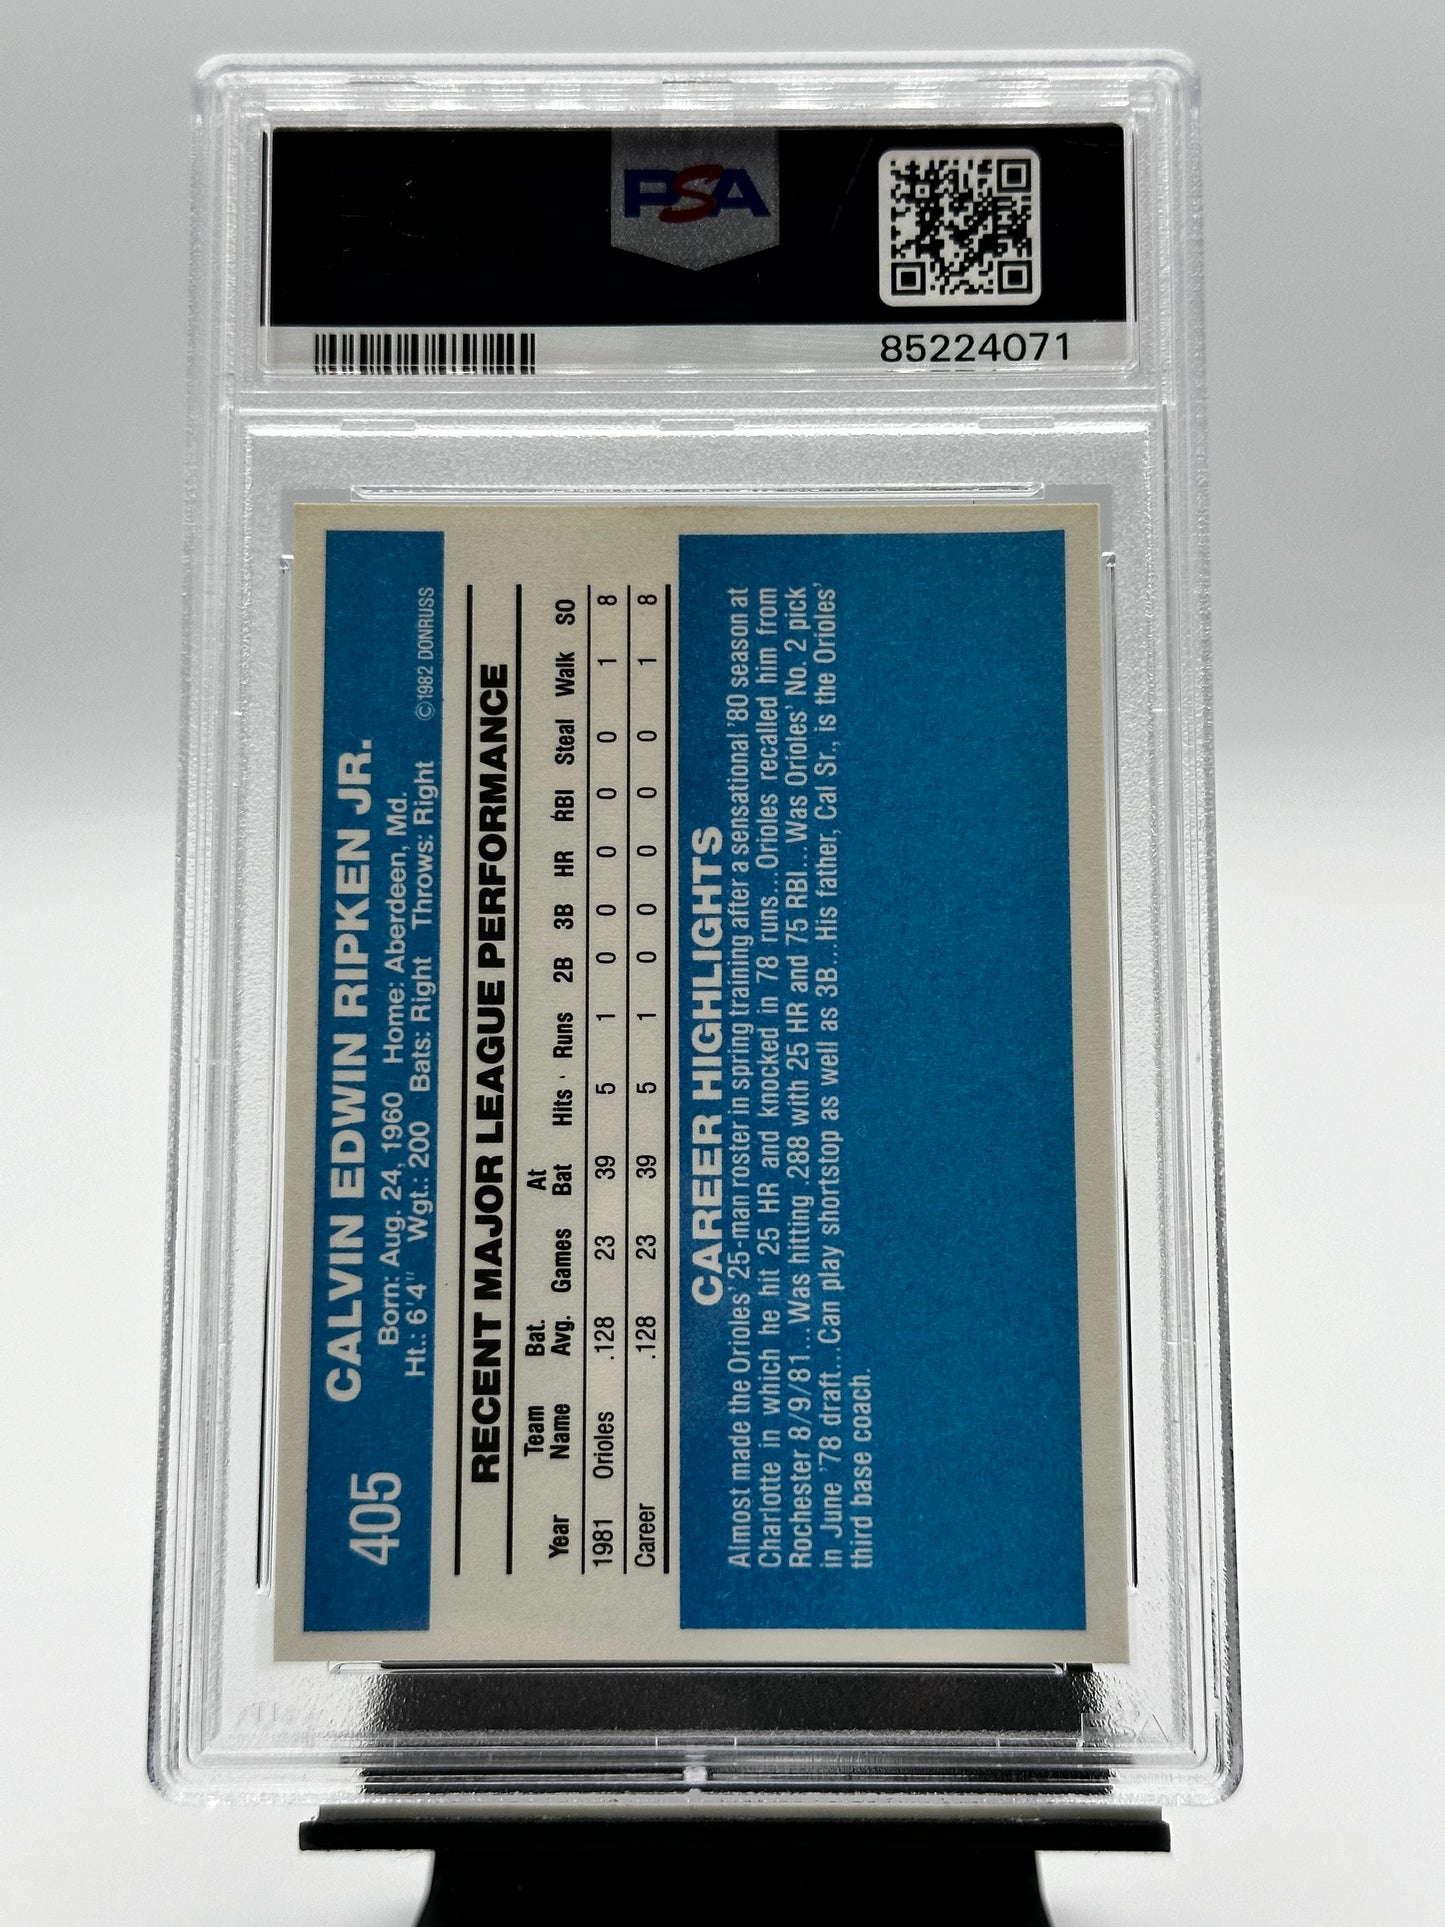 PSA
85224071
405 CALVIN EDWIN RIPKEN JR.
Born: Aug. 24, 1960 Home: Aberdeen, Md.
Ht.: 6'4" Wgt.: 200 Bats: Right Throws: Right ©1982 DONRUSS
RECENT MAJOR LEAGUE PERFORMANCE
Team Bat. At
Year Name Avg. Games Bat Hits Runs 2B 3B HR RBI Steal Walk SO
1981 Orioles .128 23 39 5 1 0 0 0 0 0 1 8
Career .128 23 39 5 1 0 0 0 0 0 1 8
CAREER HIGHLIGHTS
Almost made the Orioles' 25-man roster in spring training after a sensational '80 season at
Charlotte in which he hit 25 HR and knocked in 78 runs...Orioles recalled him from
Rochester 8/9/81...Was hitting .288 with 25 HR and 75 RBI...Was Orioles' No. 2 pick
in June '78 draft...Can play shortstop as well as 3B...His father, Cal Sr., is the Orioles'
third base coach.